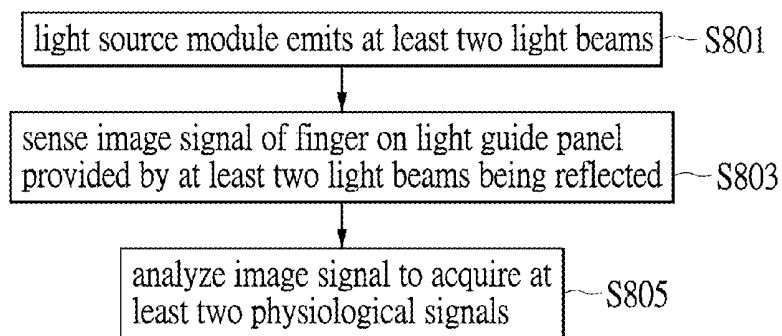 light source module emits at least two light beams S801
sense image signal of finger on light guide panel
provided by at least two light beams being reflected S803
analyze image signal to acquire at
least two physiological signals S805